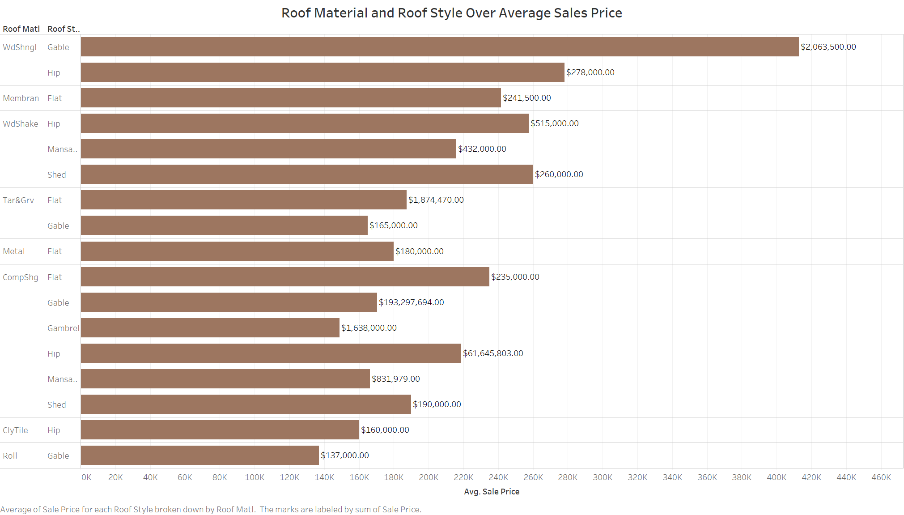 Roof Material and Roof Style Over Average Sales Price
Roof Matl Roof St..
WdShngl Gable $2,063,500.00
Hip $278,000.00
Membran Flat $241,500.00
WdShake Hip $515,000.00
Mansa.. $432,000.00
Shed $260,000.00
Tar&Grv Flat $1,874,470.00
Gable $165,000.00
Metal Flat $180,000.00
CompShg Flat $235,000.00
Gable $193,297,694.00
Gambrel $1,638,000.00
Hip $61,645,803.00
Mansa.. $831,979.00
Shed $190,000.00
ClyTile Hip $160,000.00
Roll Gable $137,000.00
0K 20K 40K 60K 80K 100K 120K 140K 160K 180K 200K 220K 240K 260K 280K 300K 320K 340K 360K 380K 400K 420K 440K 460K
Avg. Sale Price
Average of Sale Price for each Roof Style broken down by Roof Matl. The marks are labeled by sum of Sale Price.